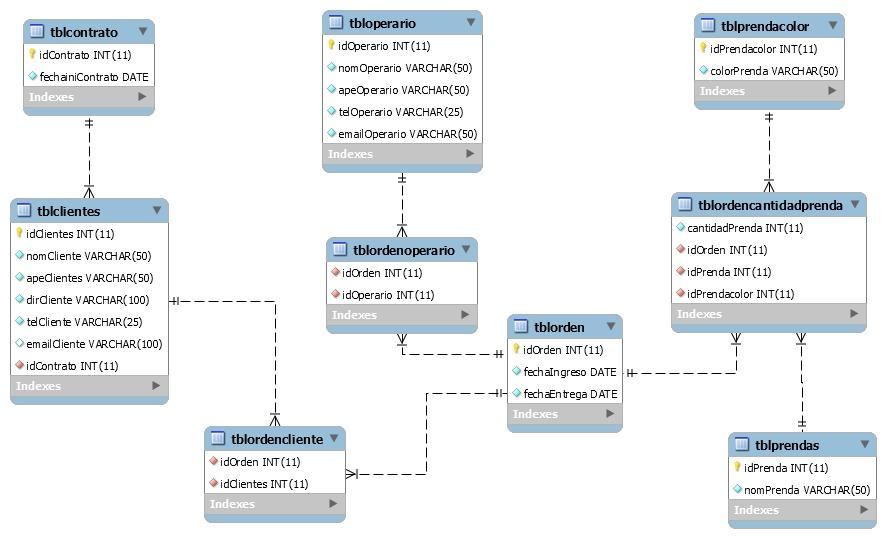 tblcontrato
idContrato INT(11)
fechainiContrato DATE
Indexes
tbloperario
idOperario INT(11)
nomOperario VARCHAR(50)
apeOperario VARCHAR(50)
telOperario VARCHAR(25)
emailOperario VARCHAR(50)
Indexes
tblprendacolor
idPrendacolor INT(11)
colorPrenda VARCHAR(50)
Indexes
tblclientes
idClientes INT(11)
nomCliente VARCHAR(50)
apeClientes VARCHAR(50)
dirCliente VARCHAR(100)
telCliente VARCHAR(25)
emailCliente VARCHAR(100)
idContrato INT(11)
Indexes
tblordenoperario
idOrden INT(11)
idOperario INT(11)
Indexes
tblordencantidadprenda
cantidadPrenda INT(11)
idOrden INT(11)
idPrenda INT(11)
idPrendacolor INT(11)
Indexes
tblorden
idOrden INT(11)
fechaIngreso DATE
fechaEntrega DATE
Indexes
tblordencliente
idOrden INT(11)
idClientes INT(11)
Indexes
tblprendas
idPrenda INT(11)
nomPrenda VARCHAR(50)
Indexes